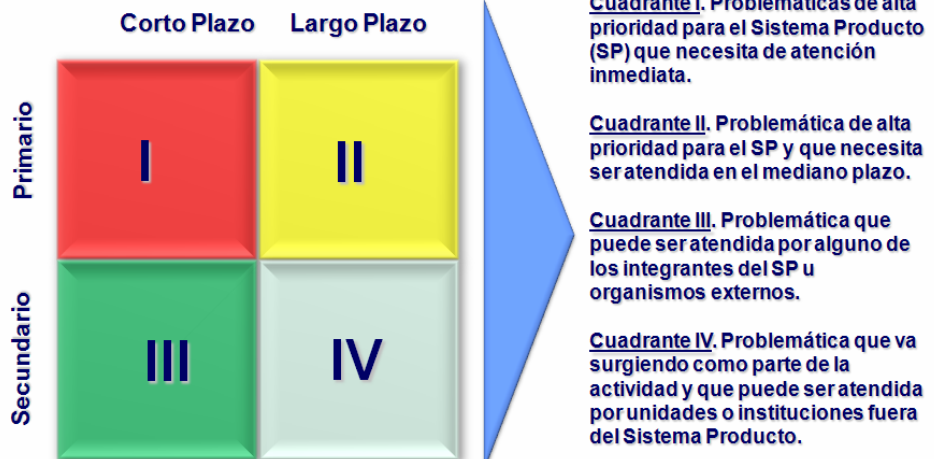 Corto Plazo Largo Plazo
Primario
I
II
Secundario
III
IV
Cuadrante I. Problemáticas de alta
prioridad para el Sistema Producto
(SP) que necesita de atención
inmediata.
Cuadrante II. Problemática de alta
prioridad para el SP y que necesita
ser atendida en el mediano plazo.
Cuadrante III. Problemática que
puede ser atendida por alguno de
los integrantes del SP u
organismos externos.
Cuadrante IV. Problemática que va
surgiendo como parte de la
actividad y que puede ser atendida
por unidades o instituciones fuera
del Sistema Producto.